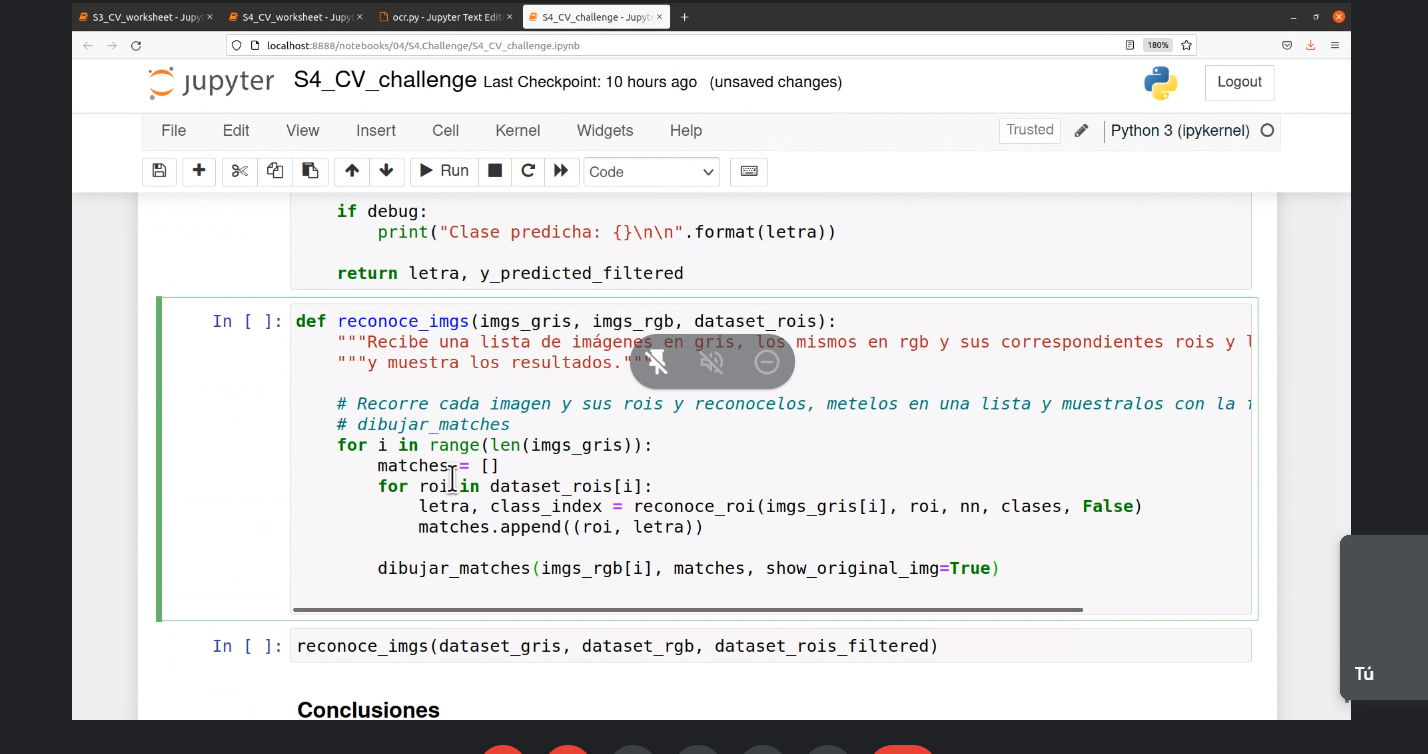 S3_CV_worksheet - Jupyt
S4_CV_worksheet - Jupyt
ocr.py - Jupyter Text Edit
S4_CV_challenge - Jupyte
localhost:8888/notebooks/04/S4.Challenge/S4_CV_challenge.ipynb
180%
jupyter S4_CV_challenge Last Checkpoint: 10 hours ago (unsaved changes)
Logout
File Edit View Insert Cell Kernel Widgets Help
Trusted Python 3 (ipykernel)
Run Code
if debug:
print("Clase predicha: {}\n\n".format(letra))
return letra, y_predicted_filtered
In [ ]: def reconoce_imgs(imgs_gris, imgs_rgb, dataset_rois):
"""Recibe una lista de imágenes en gris, los mismos en rgb y sus correspondientes rois y l
"""y muestra los resultados."""
# Recorre cada imagen y sus rois y reconocelos, metelos en una lista y muestralos con la f
# dibujar_matches
for i in range(len(imgs_gris)):
matches = []
for roi in dataset_rois[i]:
letra, class_index = reconoce_roi(imgs_gris[i], roi, nn, clases, False)
matches.append((roi, letra))
dibujar_matches(imgs_rgb[i], matches, show_original_img=True)
In [ ]: reconoce_imgs(dataset_gris, dataset_rgb, dataset_rois_filtered)
Conclusiones
Tú